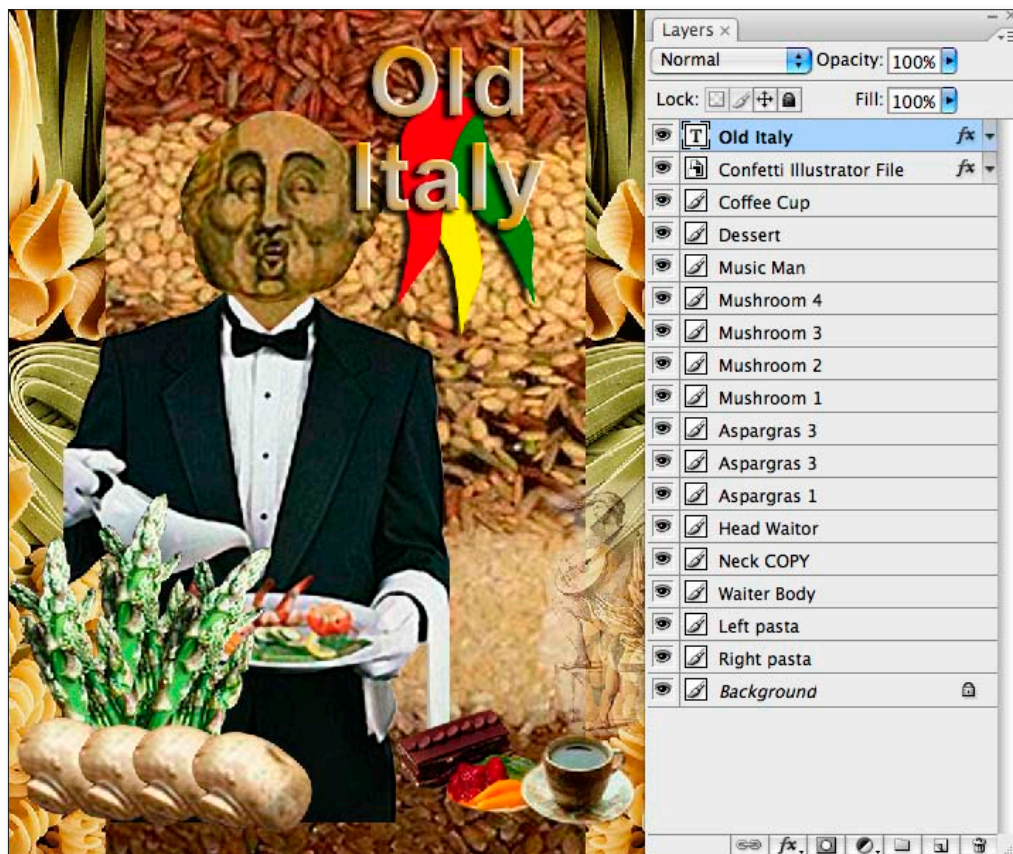 Old
Italy
Layers ×
Normal Opacity: 100%
Lock: Fill: 100%
T Old Italy fx
Confetti Illustrator File fx
Coffee Cup
Dessert
Music Man
Mushroom 4
Mushroom 3
Mushroom 2
Mushroom 1
Aspargras 3
Aspargras 3
Aspargras 1
Head Waitor
Neck COPY
Waiter Body
Left pasta
Right pasta
Background
fx.